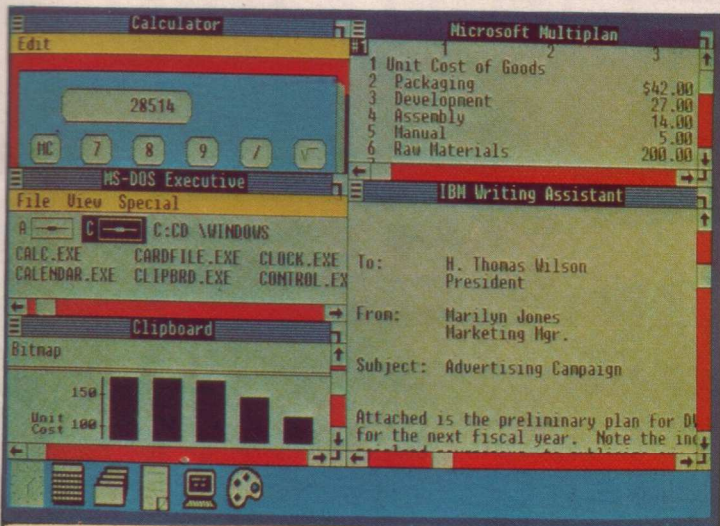 Calculator
Edit
28514
MC 7 8 9 / √
MS-DOS Executive
File View Special
A C C:CD \WINDOWS
CALC.EXE CARDFILE.EXE CLOCK.EXE
CALENDAR.EXE CLIPBRD.EXE CONTROL.EX
Clipboard
Bitmap
150
Unit
Cost 100
Microsoft Multiplan
#1 1 2 3
1 Unit Cost of Goods
2 Packaging $42.00
3 Development 27.00
4 Assembly 14.00
5 Manual 5.00
6 Raw Materials 200.00
IBM Writing Assistant
To: H. Thomas Wilson
President
From: Marilyn Jones
Marketing Mgr.
Subject: Advertising Campaign
Attached is the preliminary plan for
for the next fiscal year. Note the